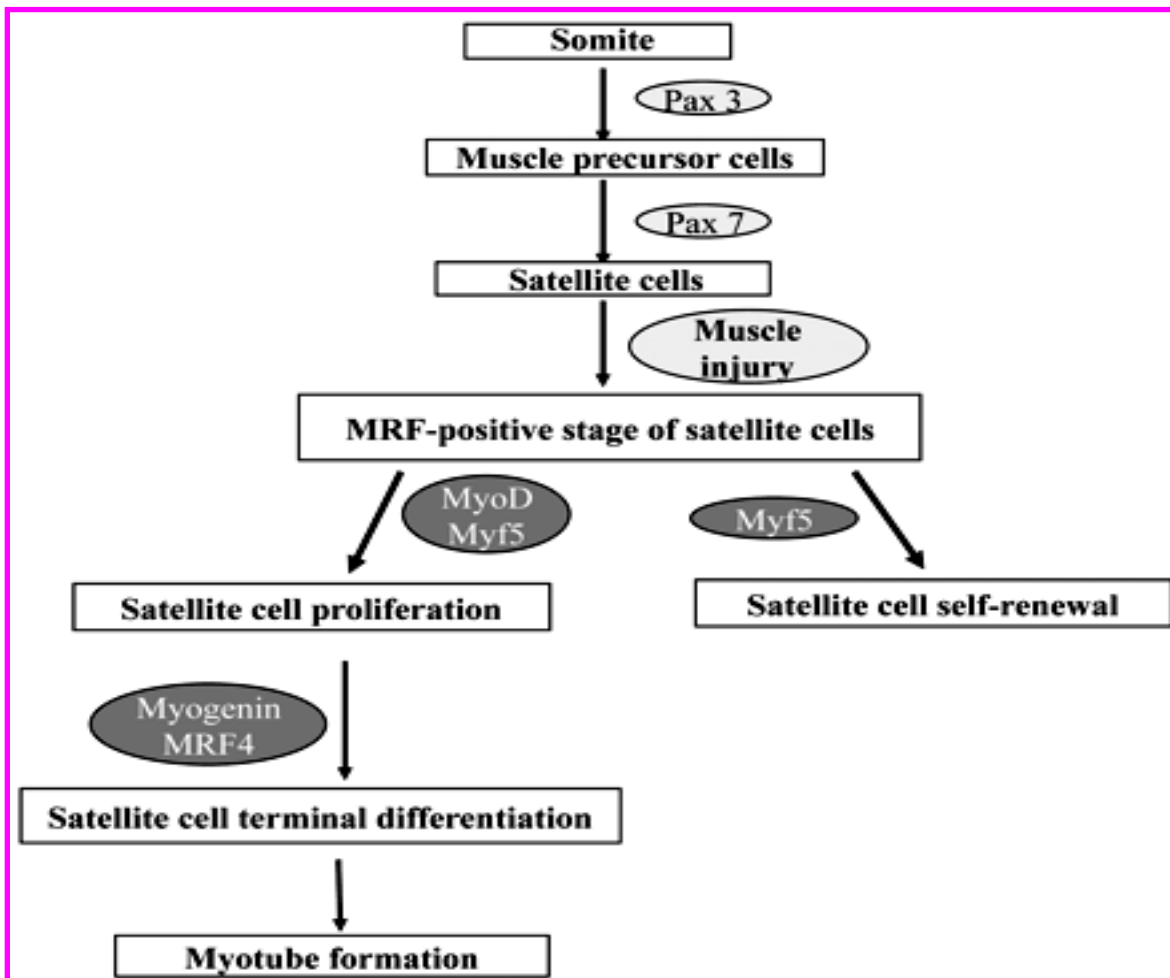 Somite
Pax 3
Muscle precursor cells
Pax 7
Satellite cells
Muscle
injury
MRF-positive stage of satellite cells
MyoD
Myf5
Myf5
Satellite cell proliferation
Satellite cell self-renewal
Myogenin
MRF4
Satellite cell terminal differentiation
Myotube formation